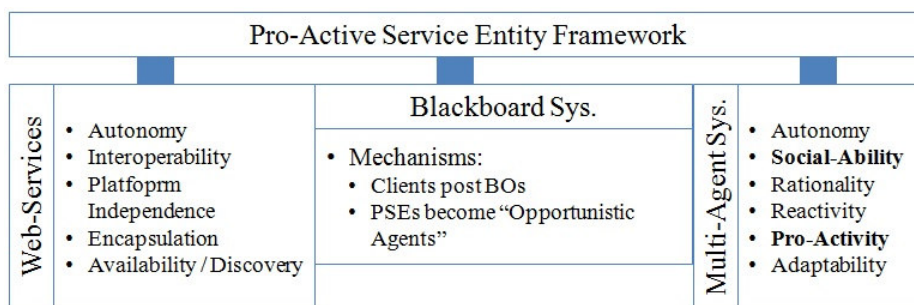 Pro-Active Service Entity Framework
Web-Services
• Autonomy
• Interoperability
• Platfoprm
Independence
• Encapsulation
• Availability / Discovery
Blackboard Sys.
• Mechanisms:
• Clients post BOs
• PSEs become “Opportunistic
Agents”
Multi-Agent Sys.
• Autonomy
• Social-Ability
• Rationality
• Reactivity
• Pro-Activity
• Adaptability